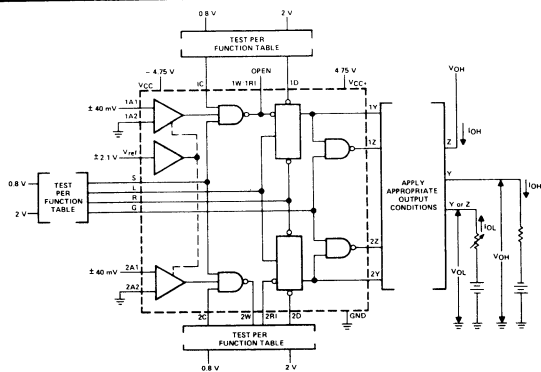 0.8 V
2 V
TEST PER
FUNCTION TABLE
– 4.75 V
OPEN
4.75 V
VCC
1C
1W
1RI
1D
VCC+
± 40 mV
1A1
1A2
± 2.1 V
Vref
1Y
1Z
VOH
Z
IOH
Y
IOH
0.8 V
2 V
TEST
PER
FUNCTION
TABLE
S
L
R
G
APPLY
APPROPRIATE
OUTPUT
CONDITIONS
Y or Z
IOL
VOL
VOH
± 40 mV
2A1
2A2
2Z
2Y
2C
2W
2RI
2D
GND
TEST PER
FUNCTION TABLE
0.8 V
2 V